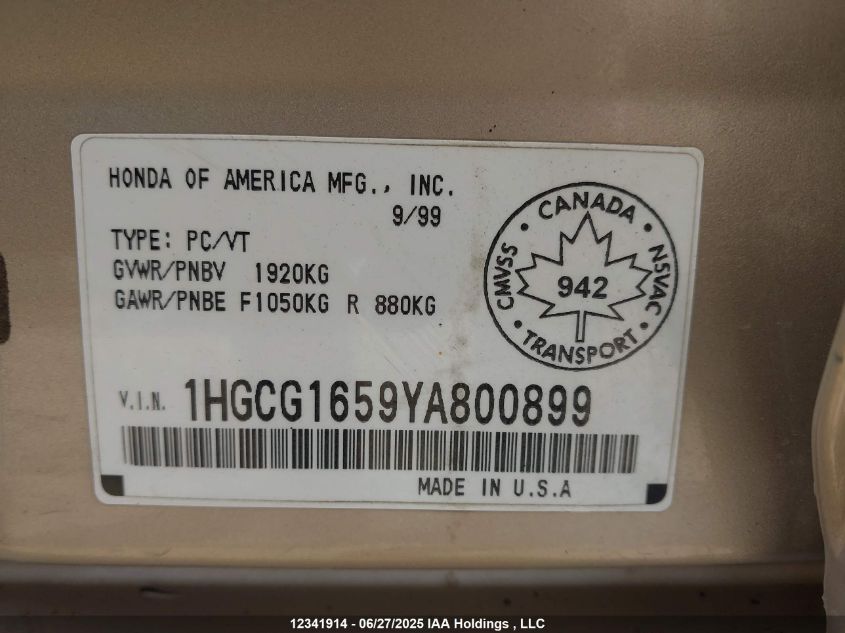 HONDA OF AMERICA MFG., INC.
9/99
TYPE: PC/VT
GVWR/PNBV 1920KG
GAWR/PNBE F1050KG R 880KG
CANADA
CMVSS
NSVAC
942
TRANSPORT
V.I.N. 1HGCG1659YA800899
MADE IN U.S.A
12341914 - 06/27/2025 IAA Holdings , LLC